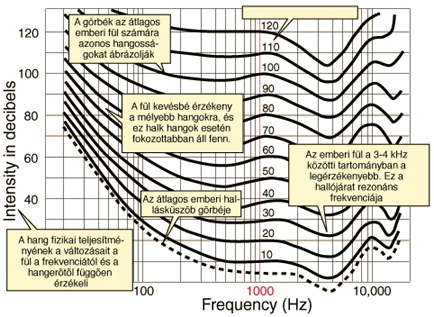 A görbék az átlagos
emberi fül számára
azonos hangossá-
gokat ábrázolják
A fül kevésbé érzékeny
a mélyebb hangokra, és
ez halk hangok esetén
fokozottabban áll fenn.
Az emberi fül a 3-4 kHz
közötti tartományban a
legérzékenyebb. Ez a
hallójárat rezonáns
frekvenciája
Az átlagos emberi hal-
lásküszöb görbéje
A hang fizikai teljesítmé-
nyének a változásait a
fül a frekvenciától és a
hangerőtől függően
érzékeli
Intensity in decibels
120
100
80
60
40
120
110
100
90
80
70
60
50
40
30
20
10
100
1000
10,000
Frequency (Hz)